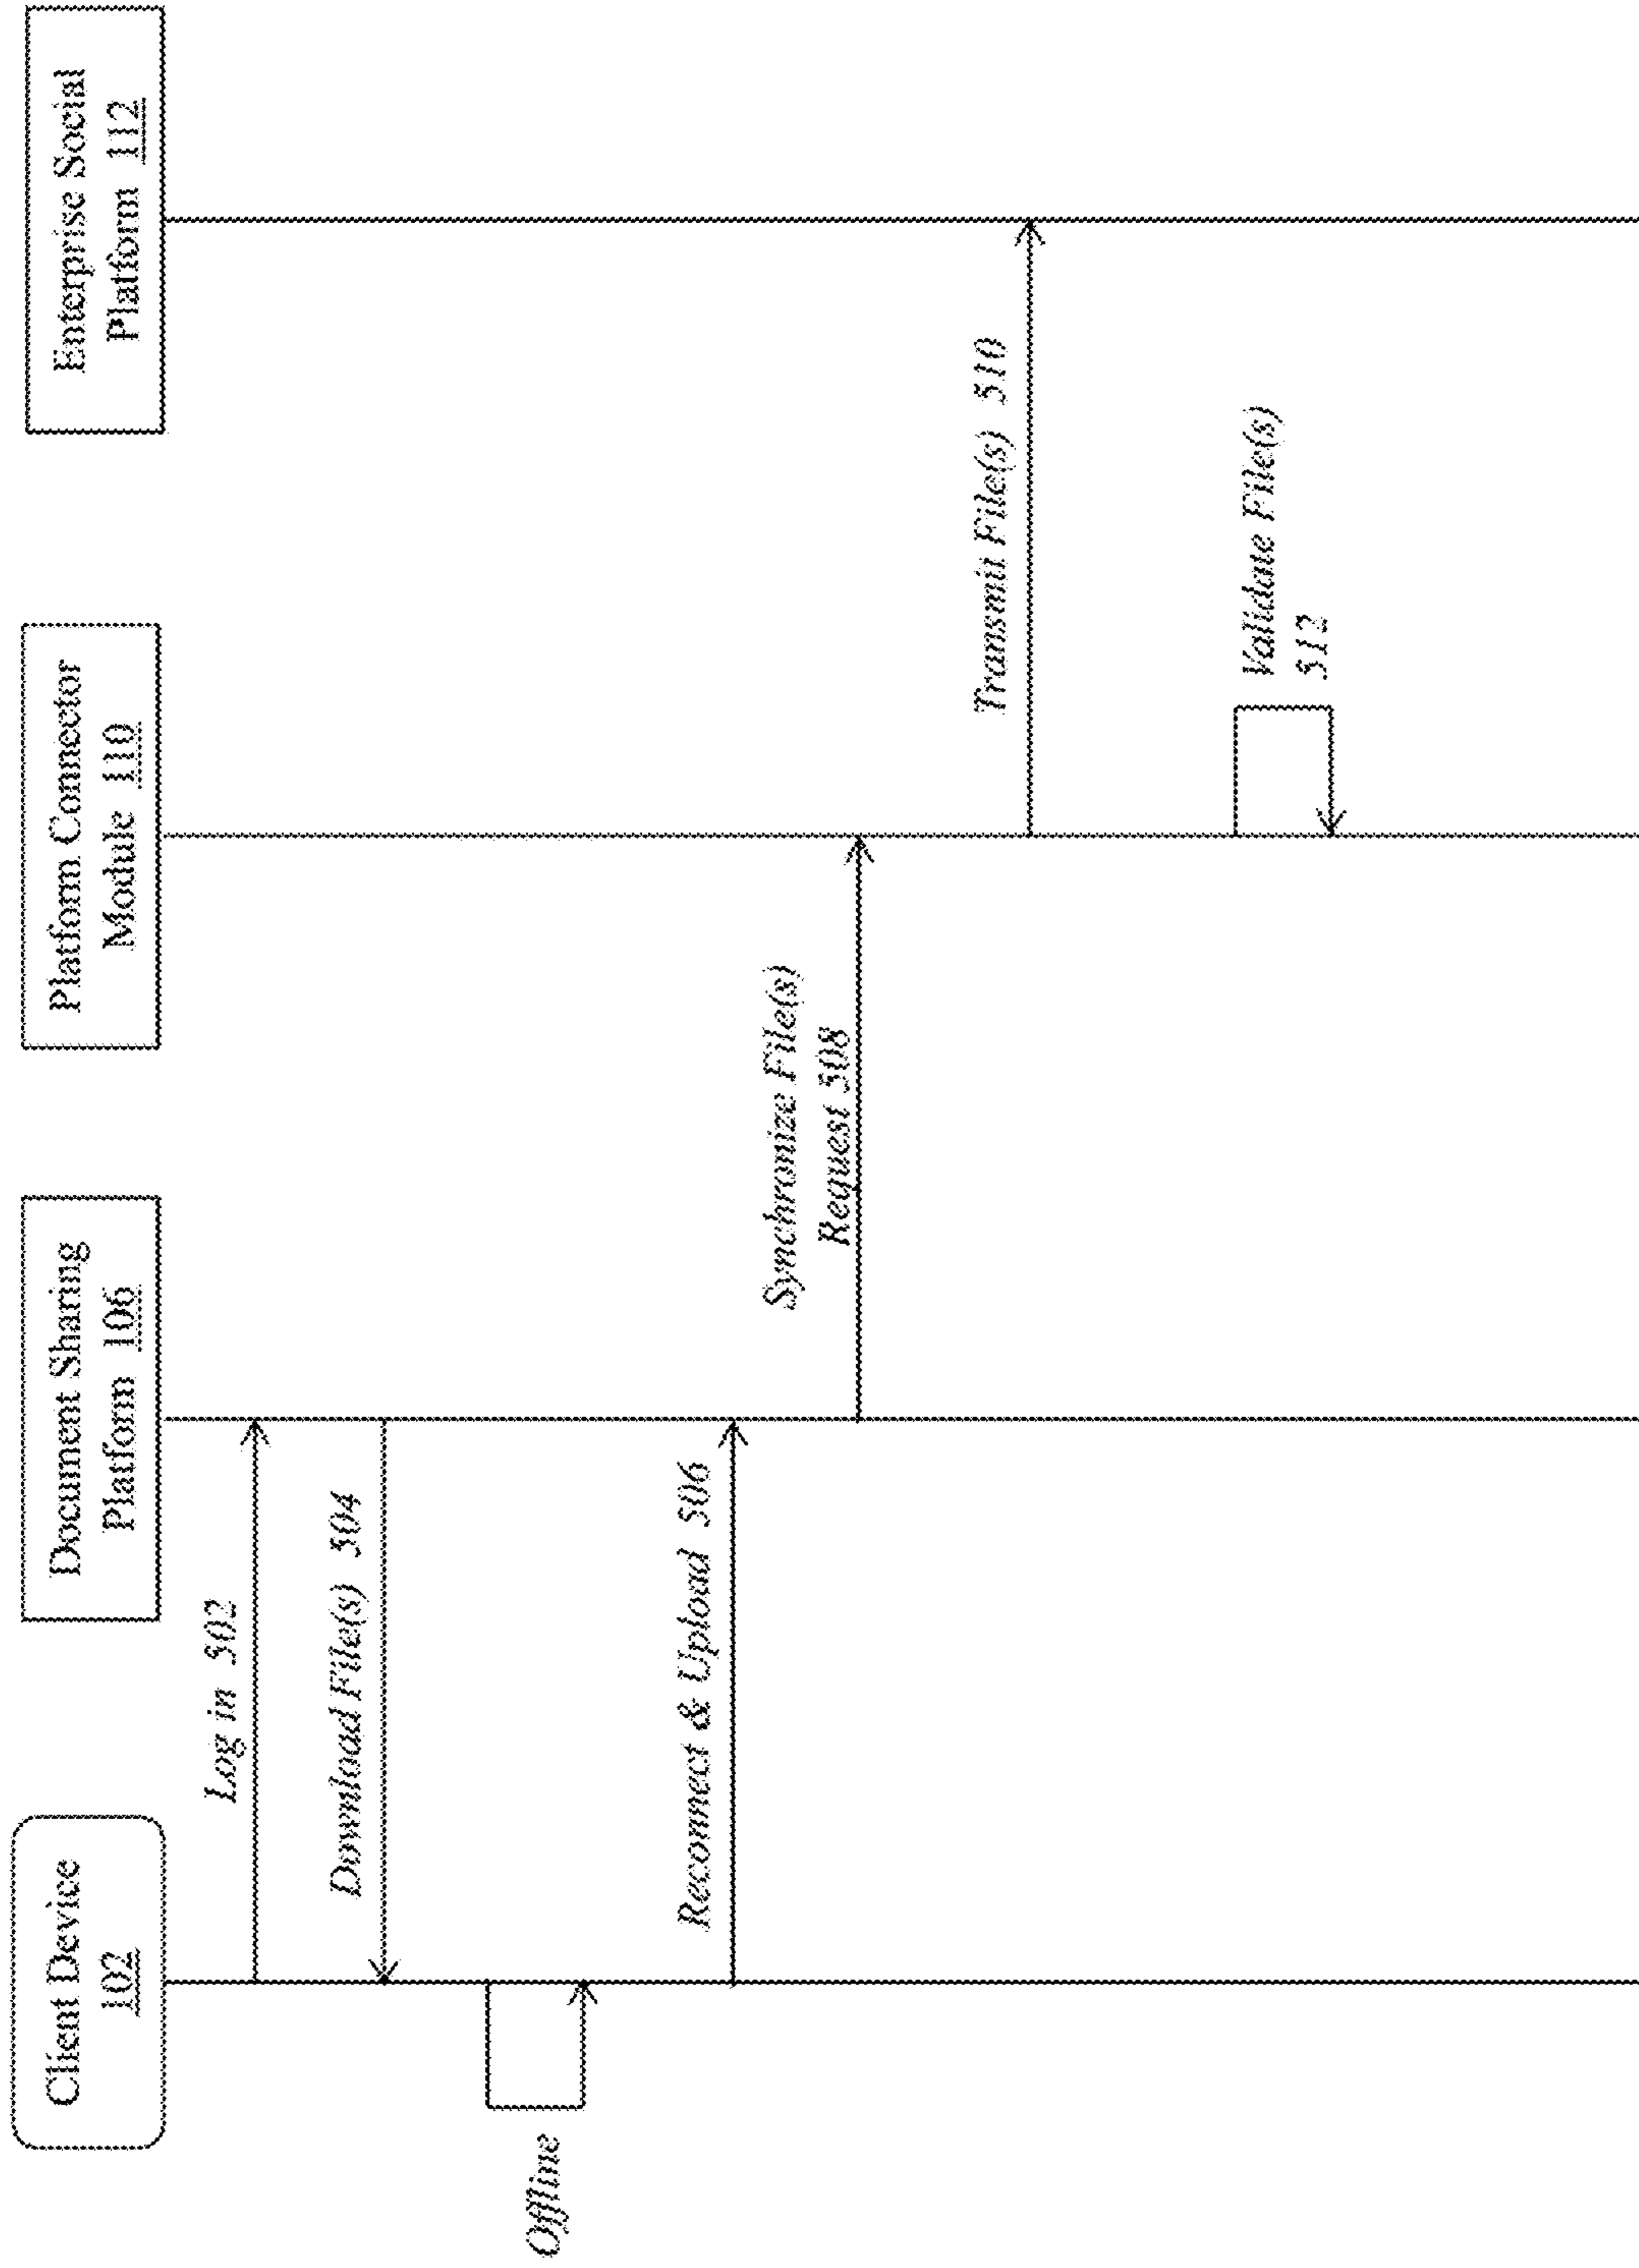 Client Device
102
Document Sharing
Platform 106
Platform Connector
Module 110
Enterprise Social
Platform 112
Log in 502
Download File(s) 504
Offline
Reconnect & Upload 506
Synchronize File(s)
Request 508
Transmit File(s) 510
Validate File(s)
512